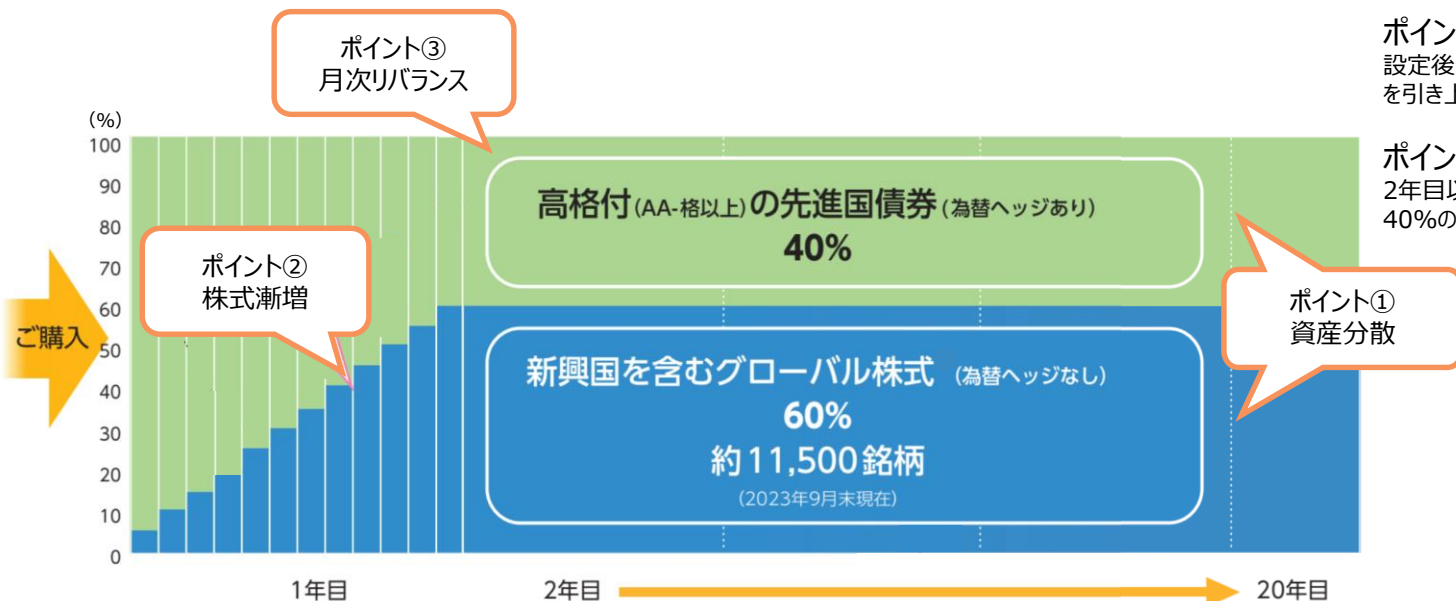 ポイント③
月次リバランス
ポイン
設定後
を引き上
ポイン
2年目以
40%の
(%)
100
90
80
70
60
50
40
30
20
10
0
ご購入
ポイント②
株式漸増
高格付(AA-格以上)の先進国債券(為替ヘッジあり)
40%
ポイント①
資産分散
新興国を含むグローバル株式 (為替ヘッジなし)
60%
約11,500銘柄
(2023年9月末現在)
1年目
2年目
20年目